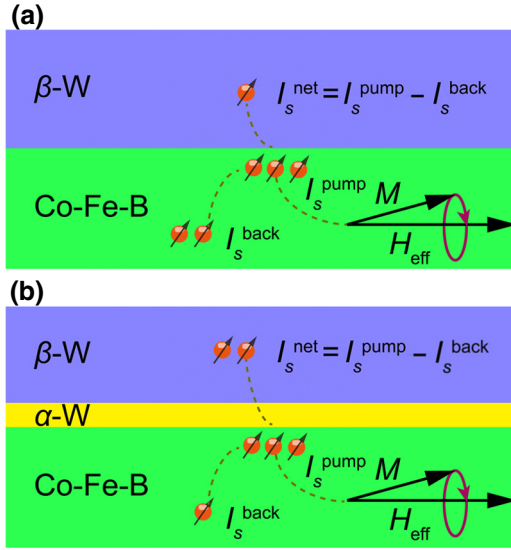 (a)
β-W
I_s^net = I_s^pump − I_s^back
I_s^pump
M
Co-Fe-B
I_s^back
H_eff
(b)
β-W
I_s^net = I_s^pump − I_s^back
α-W
I_s^pump
M
Co-Fe-B
I_s^back
H_eff